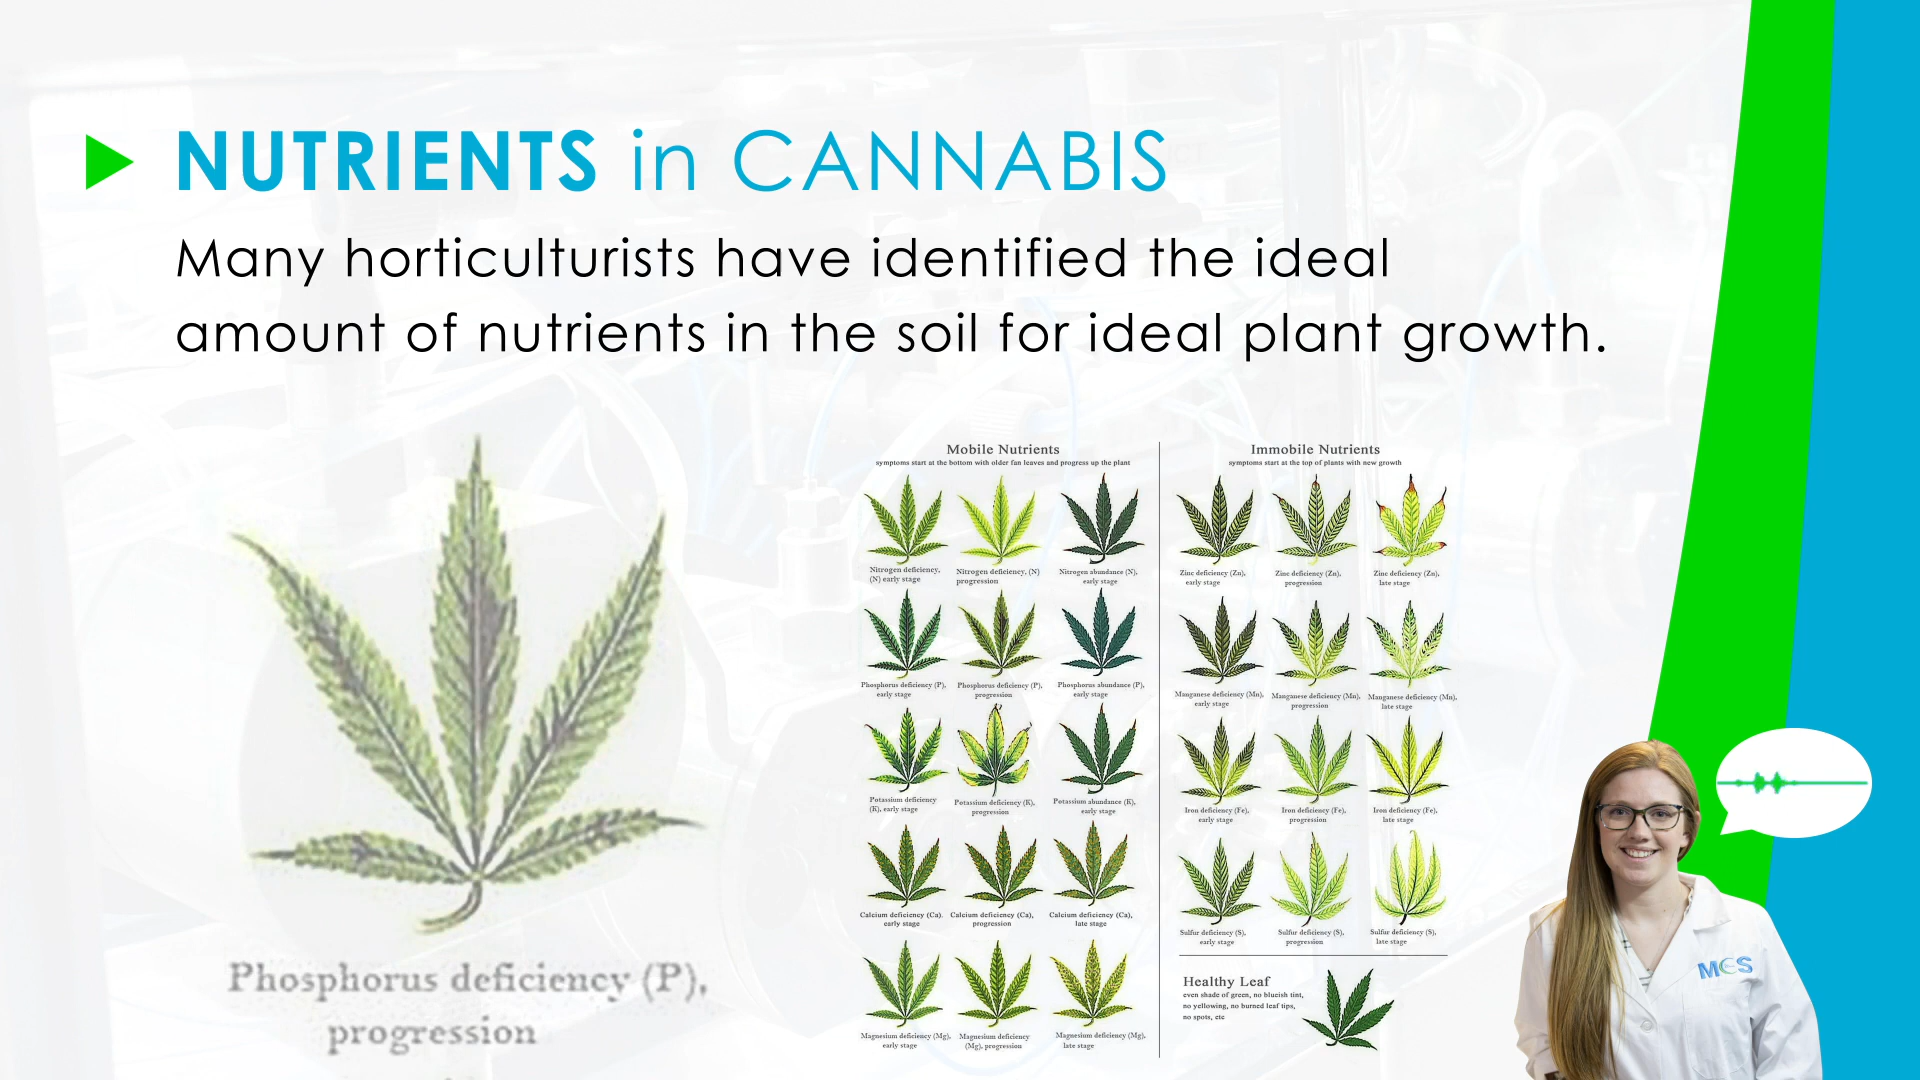 NUTRIENTS in CANNABIS
Many horticulturists have identified the ideal
amount of nutrients in the soil for ideal plant growth.
Phosphorus deficiency (P),
progression
Mobile Nutrients
symptoms start at the bottom with older fan leaves and progress up the plant
Nitrogen deficiency,
(N) early stage
Nitrogen deficiency, (N)
progression
Nitrogen abundance (N),
early stage
Phosphorus deficiency (P),
early stage
Phosphorus deficiency (P),
progression
Phosphorus abundance (P),
early stage
Potassium deficiency
(K), early stage
Potassium deficiency (K),
progression
Potassium abundance (K),
early stage
Calcium deficiency (Ca).
early stage
Calcium deficiency (Ca),
progression
Calcium deficiency (Ca),
late stage
Magnesium deficiency (Mg).
early stage
Magnesium deficiency
(Mg), progression
Magnesium deficiency (Mg),
late stage
Immobile Nutrients
symptoms start at the top of plants with new growth
Zinc deficiency (Zn),
early stage
Zinc deficiency (Zn),
progression
Zinc deficiency (Zn),
late stage
Manganese deficiency (Mn),
early stage
Manganese deficiency (Mn),
progression
Manganese deficiency (Mn),
late stage
Iron deficiency (Fe),
early stage
Iron deficiency (Fe),
progression
Iron deficiency (Fe),
late stage
Sulfur deficiency (S),
early stage
Sulfur deficiency (S),
progression
Sulfur deficiency (S),
late stage
Healthy Leaf
even shade of green, no blueish tint,
no yellowing, no burned leaf tips,
no spots, etc
MCS